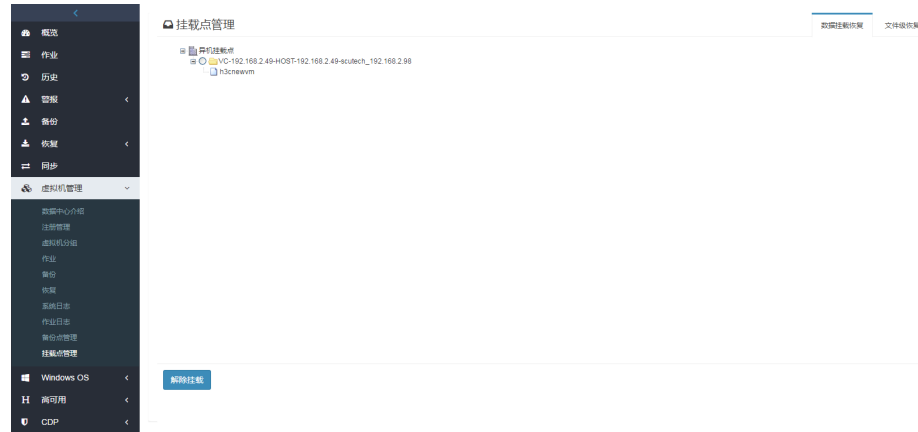 概览
作业
历史
警报
备份
恢复
同步
虚拟机管理
数据中心介绍
注册管理
虚拟机分组
作业
备份
恢复
系统日志
作业日志
备份点管理
挂载点管理
Windows OS
高可用
CDP
挂载点管理
数据挂载恢复
文件级恢复
异机挂载点
VC-192.168.2.49-HOST-192.168.2.49-scutech_192.168.2.98
h3cnewvm
解除挂载